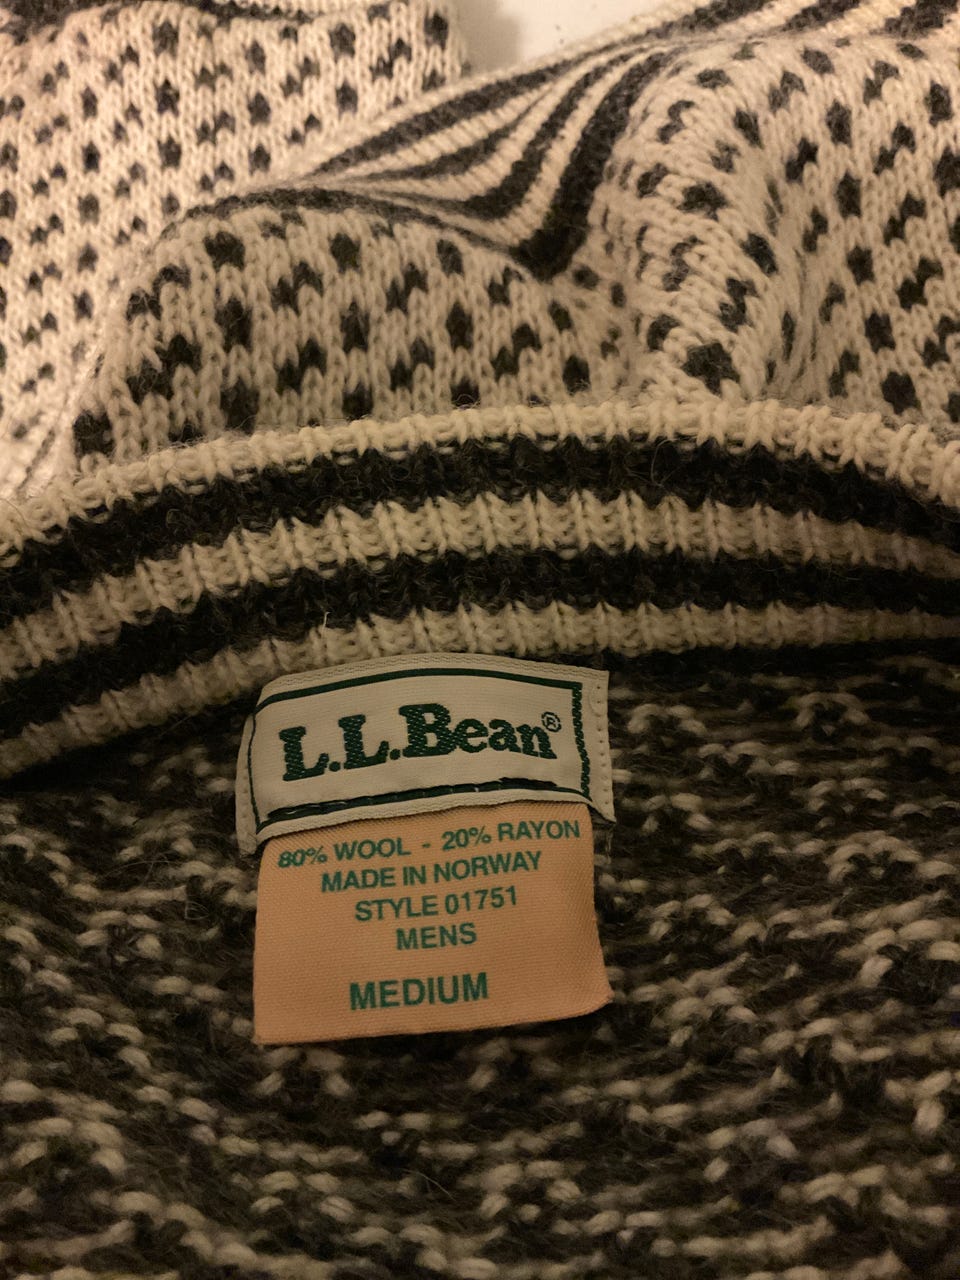 L.L.Bean®
80% WOOL - 20% RAYON
MADE IN NORWAY
STYLE 01751
MENS
MEDIUM